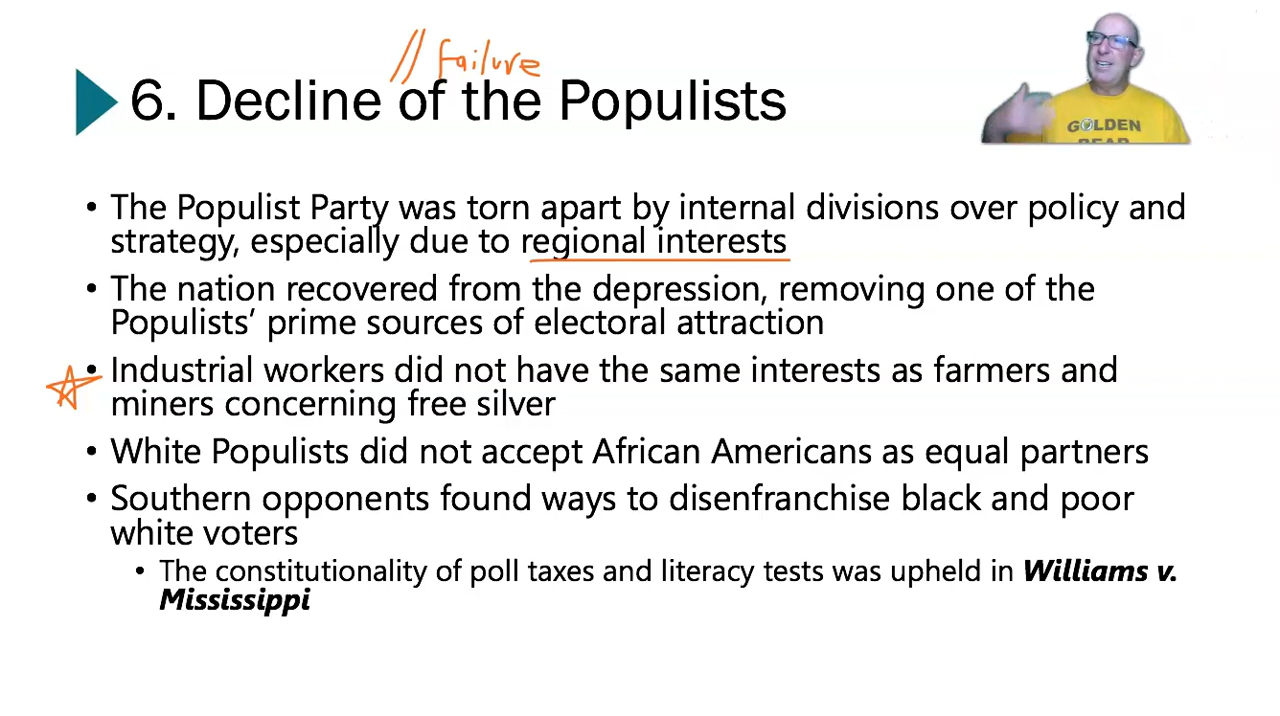 // failure
6. Decline of the Populists
GOLDEN
BEAR
• The Populist Party was torn apart by internal divisions over policy and
strategy, especially due to regional interests
• The nation recovered from the depression, removing one of the
Populists’ prime sources of electoral attraction
• Industrial workers did not have the same interests as farmers and
miners concerning free silver
• White Populists did not accept African Americans as equal partners
• Southern opponents found ways to disenfranchise black and poor
white voters
• The constitutionality of poll taxes and literacy tests was upheld in Williams v.
Mississippi